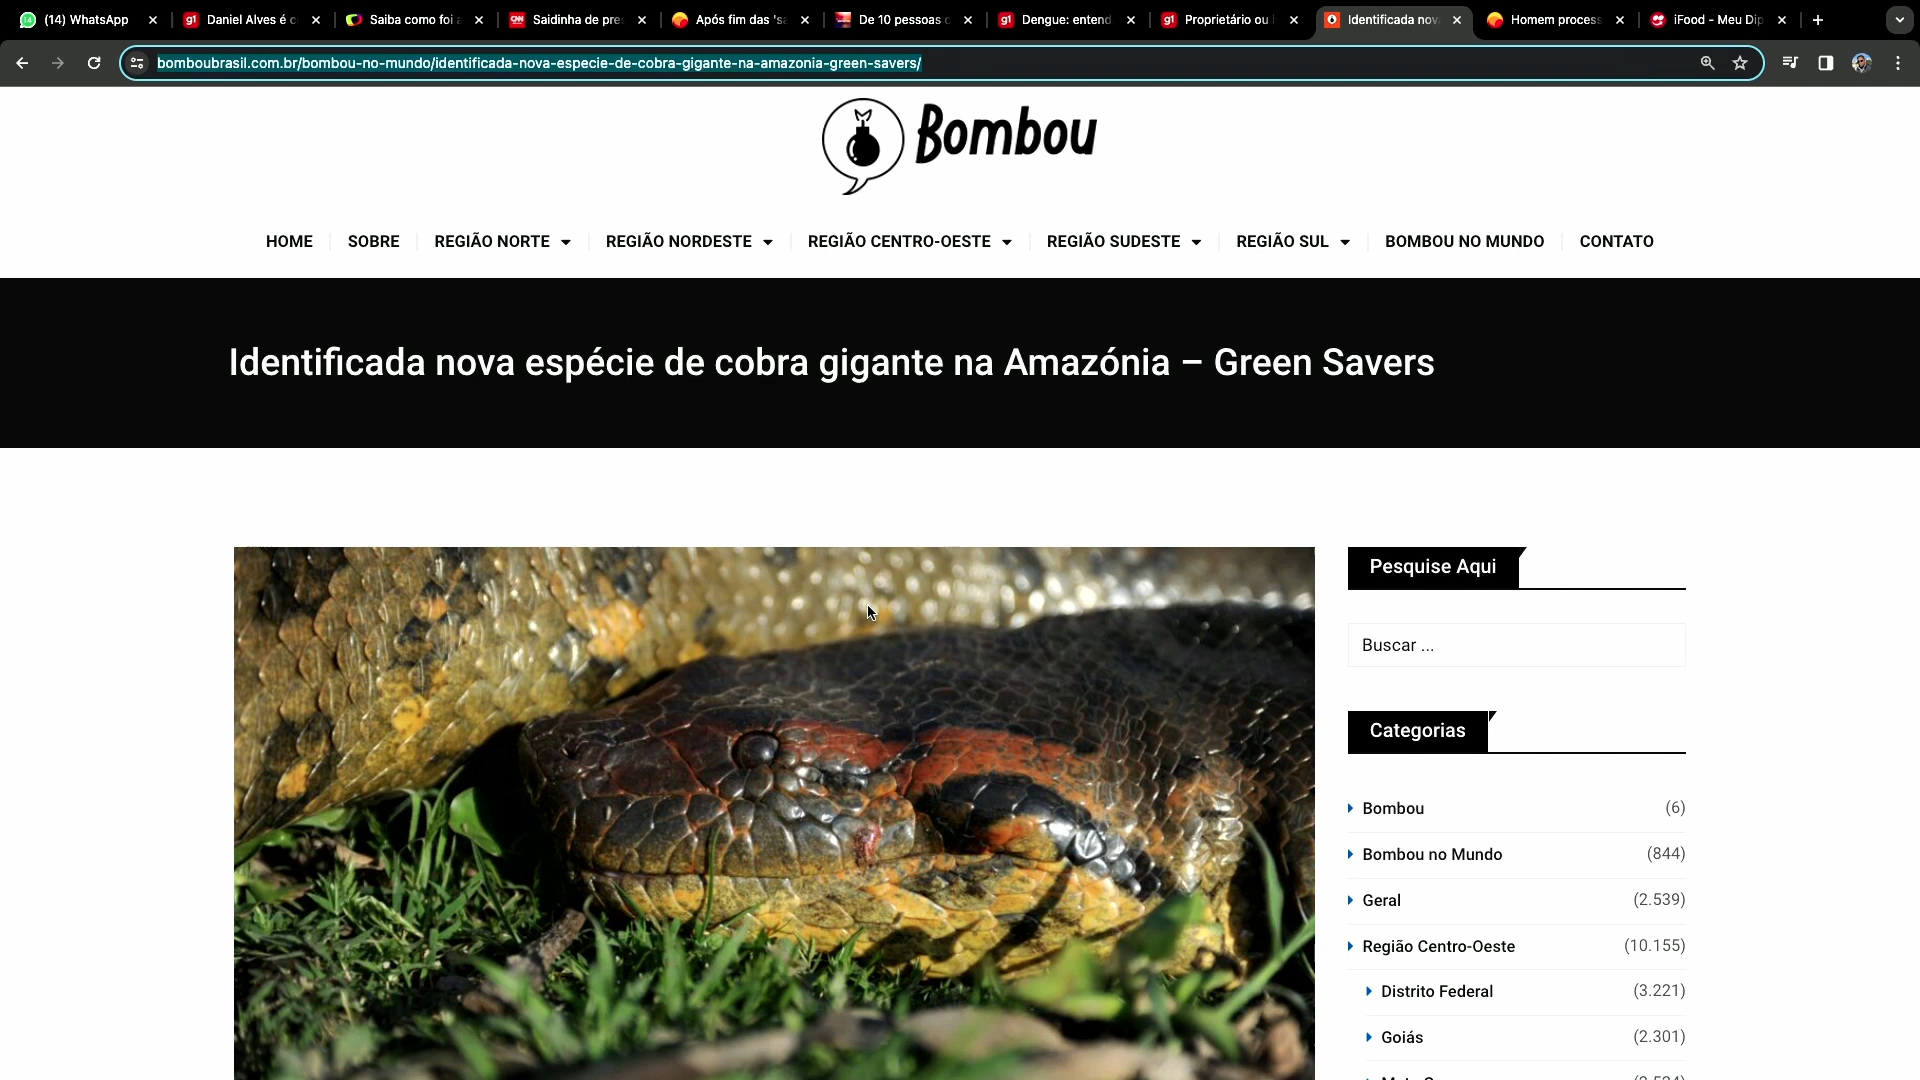 (14) WhatsApp
Daniel Alves é c
Saiba como foi a
Saidinha de pres
Após fim das 'sa
De 10 pessoas c
Dengue: entend
Proprietário ou i
Identificada nov
Homem process
iFood - Meu Dip
bomboubrasil.com.br/bombou-no-mundo/identificada-nova-especie-de-cobra-gigante-na-amazonia-green-savers/
Bombou
HOME
SOBRE
REGIÃO NORTE
REGIÃO NORDESTE
REGIÃO CENTRO-OESTE
REGIÃO SUDESTE
REGIÃO SUL
BOMBOU NO MUNDO
CONTATO
Identificada nova espécie de cobra gigante na Amazónia – Green Savers
Pesquise Aqui
Buscar ...
Categorias
Bombou (6)
Bombou no Mundo (844)
Geral (2.539)
Região Centro-Oeste (10.155)
Distrito Federal (3.221)
Goiás (2.301)